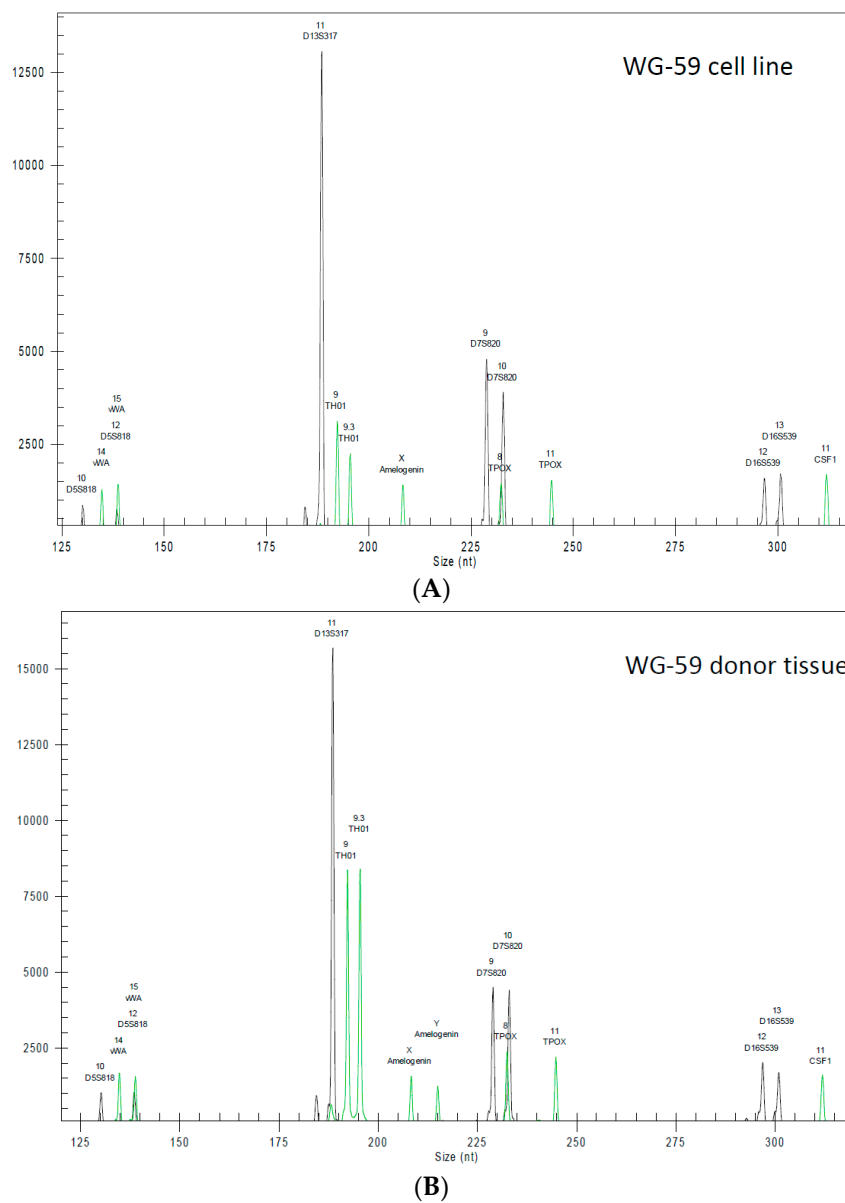 11
D13S317
WG-59 cell line
12500
10000
7500
5000
2500
9
D7S820
10
D7S820
15
vWA
12
D5S818
14
vWA
10
D5S818
9
TH01
9.3
TH01
X
Amelogenin
8
TPOX
11
TPOX
13
D16S539
12
D16S539
11
CSF1
125 150 175 200 225 250 275 300
Size (nt)
(A)
11
D13S317
WG-59 donor tissue
15000
12500
10000
7500
5000
2500
9.3
TH01
9
TH01
10
D7S820
9
D7S820
15
vWA
12
D5S818
14
vWA
10
D5S818
Y
Amelogenin
X
Amelogenin
8
TPOX
11
TPOX
13
D16S539
12
D16S539
11
CSF1
125 150 175 200 225 250 275 300
Size (nt)
(B)